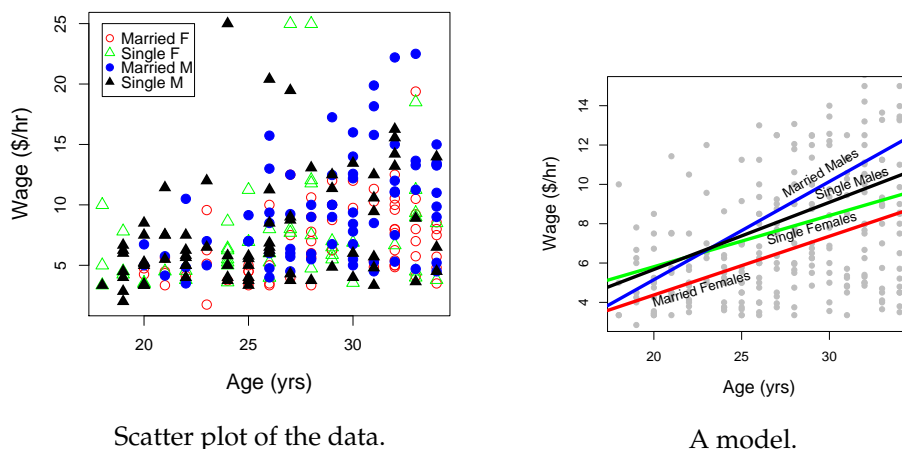 Married F
Single F
Married M
Single M
25
20
15
10
5
Wage ($/hr)
20
25
30
Age (yrs)
Scatter plot of the data.
14
12
10
8
6
4
Wage ($/hr)
Married Males
Single Males
Single Females
Married Females
20
25
30
Age (yrs)
A model.